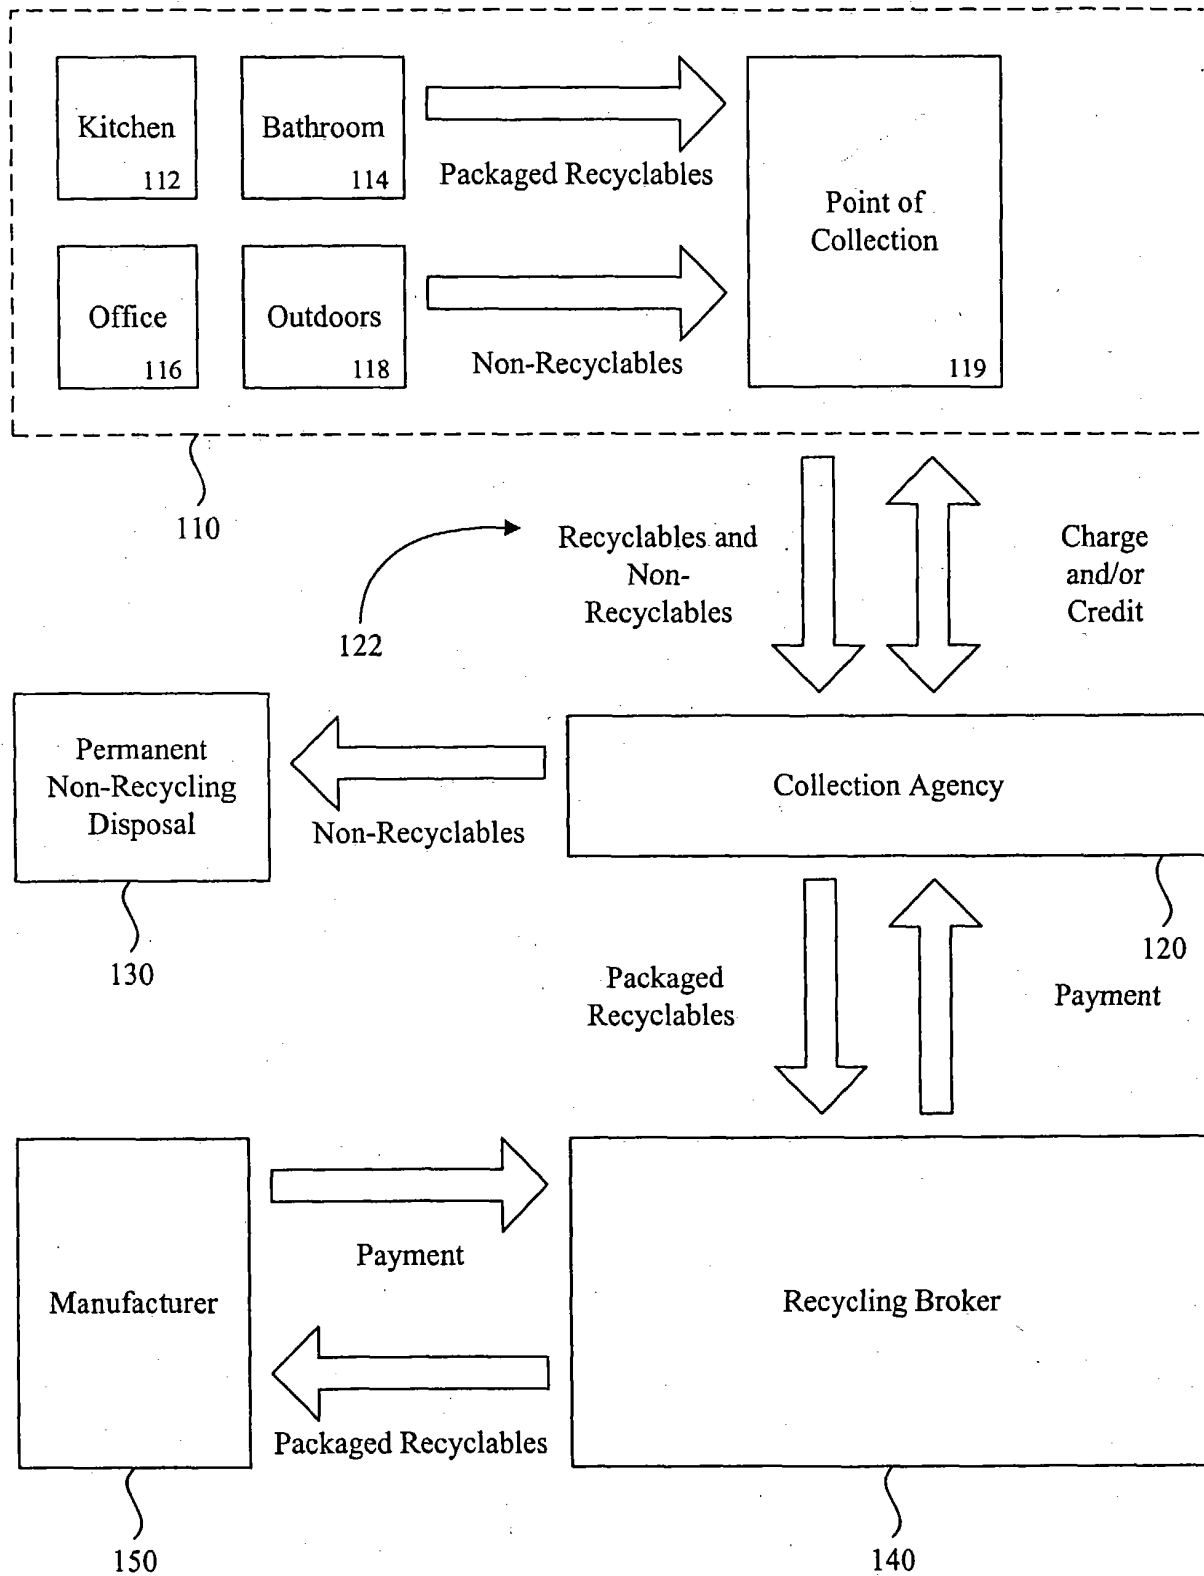 Kitchen
112
Bathroom
114
Packaged Recyclables
Point of
Collection
119
Office
116
Outdoors
118
Non-Recyclables
110
122
Recyclables and
Non-
Recyclables
Charge
and/or
Credit
Permanent
Non-Recycling
Disposal
130
Non-Recyclables
Collection Agency
120
Packaged
Recyclables
Payment
Manufacturer
150
Payment
Packaged Recyclables
Recycling Broker
140